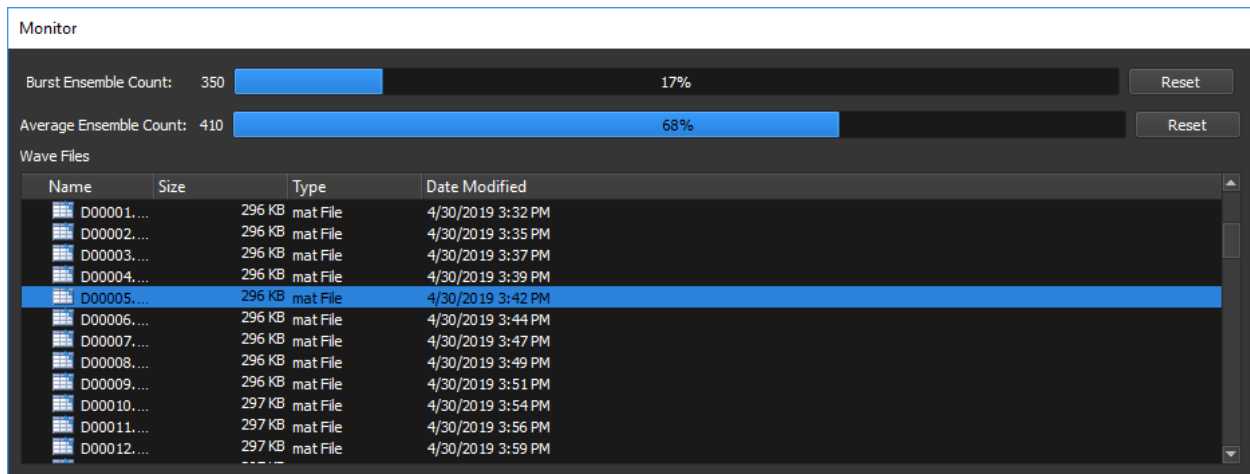 Monitor
Burst Ensemble Count: 350 17% Reset
Average Ensemble Count: 410 68% Reset
Wave Files
Name Size Type Date Modified
D00001.... 296 KB mat File 4/30/2019 3:32 PM
D00002.... 296 KB mat File 4/30/2019 3:35 PM
D00003.... 296 KB mat File 4/30/2019 3:37 PM
D00004.... 296 KB mat File 4/30/2019 3:39 PM
D00005.... 296 KB mat File 4/30/2019 3:42 PM
D00006.... 296 KB mat File 4/30/2019 3:44 PM
D00007.... 296 KB mat File 4/30/2019 3:47 PM
D00008.... 296 KB mat File 4/30/2019 3:49 PM
D00009.... 296 KB mat File 4/30/2019 3:51 PM
D00010.... 297 KB mat File 4/30/2019 3:54 PM
D00011.... 297 KB mat File 4/30/2019 3:56 PM
D00012.... 297 KB mat File 4/30/2019 3:59 PM